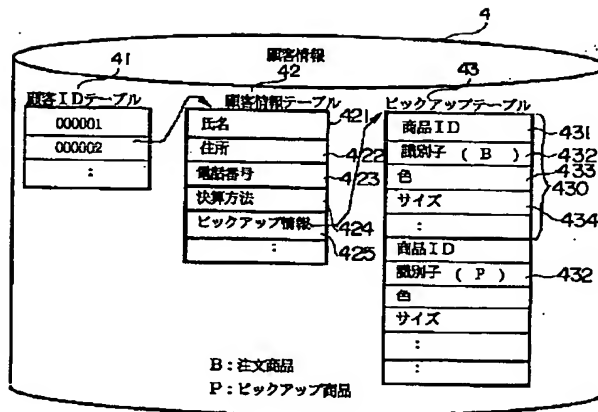 4
顧客情報
41
顧客IDテーブル
000001
000002
:
42
顧客情報テーブル
氏名
421
住所
422
電話番号
423
決算方法
424
ピックアップ情報
425
:
43
ピックアップテーブル
商品ID
431
識別子 ( B )
432
色
433
430
サイズ
434
:
商品ID
識別子 ( P )
432
色
サイズ
:
:
B:注文商品
P:ピックアップ商品